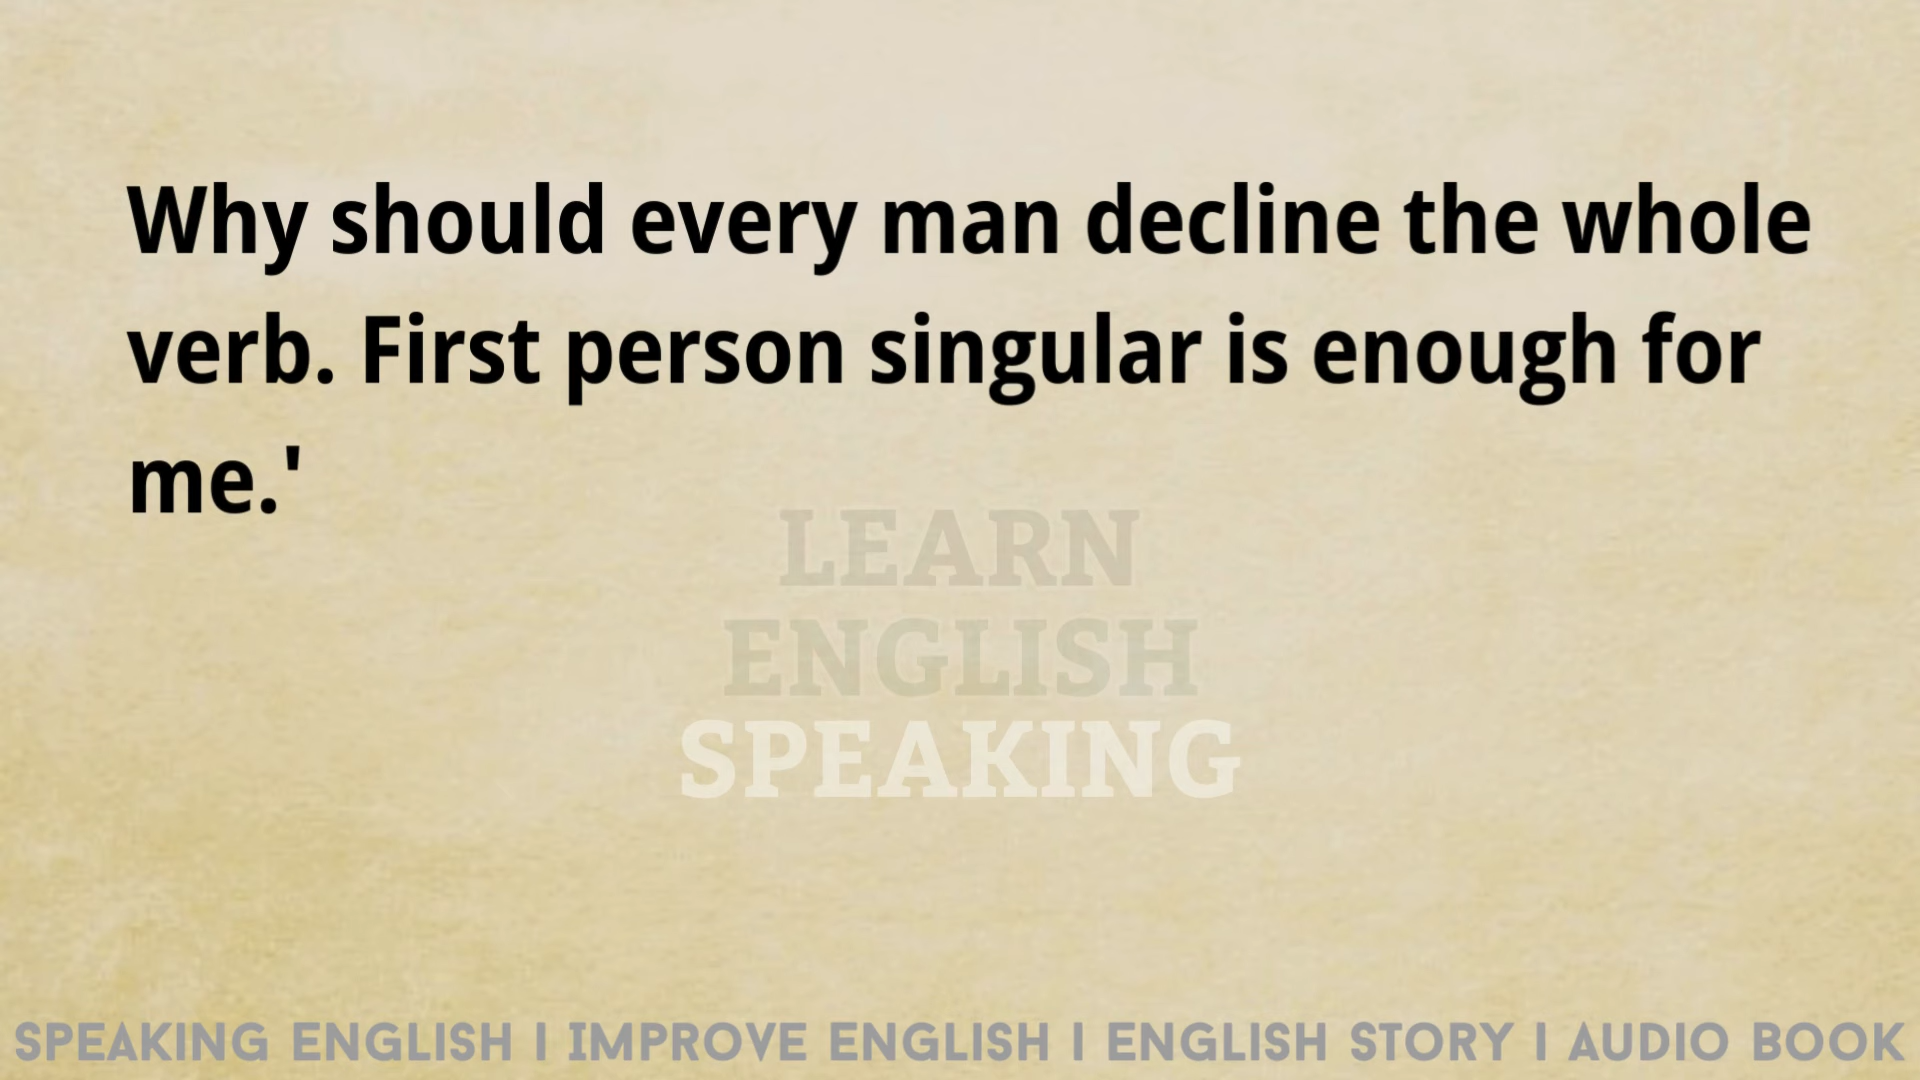 Why should every man decline the whole
verb. First person singular is enough for
me.'
LEARN
ENGLISH
SPEAKING
SPEAKING ENGLISH I IMPROVE ENGLISH I ENGLISH STORY I AUDIO BOOK